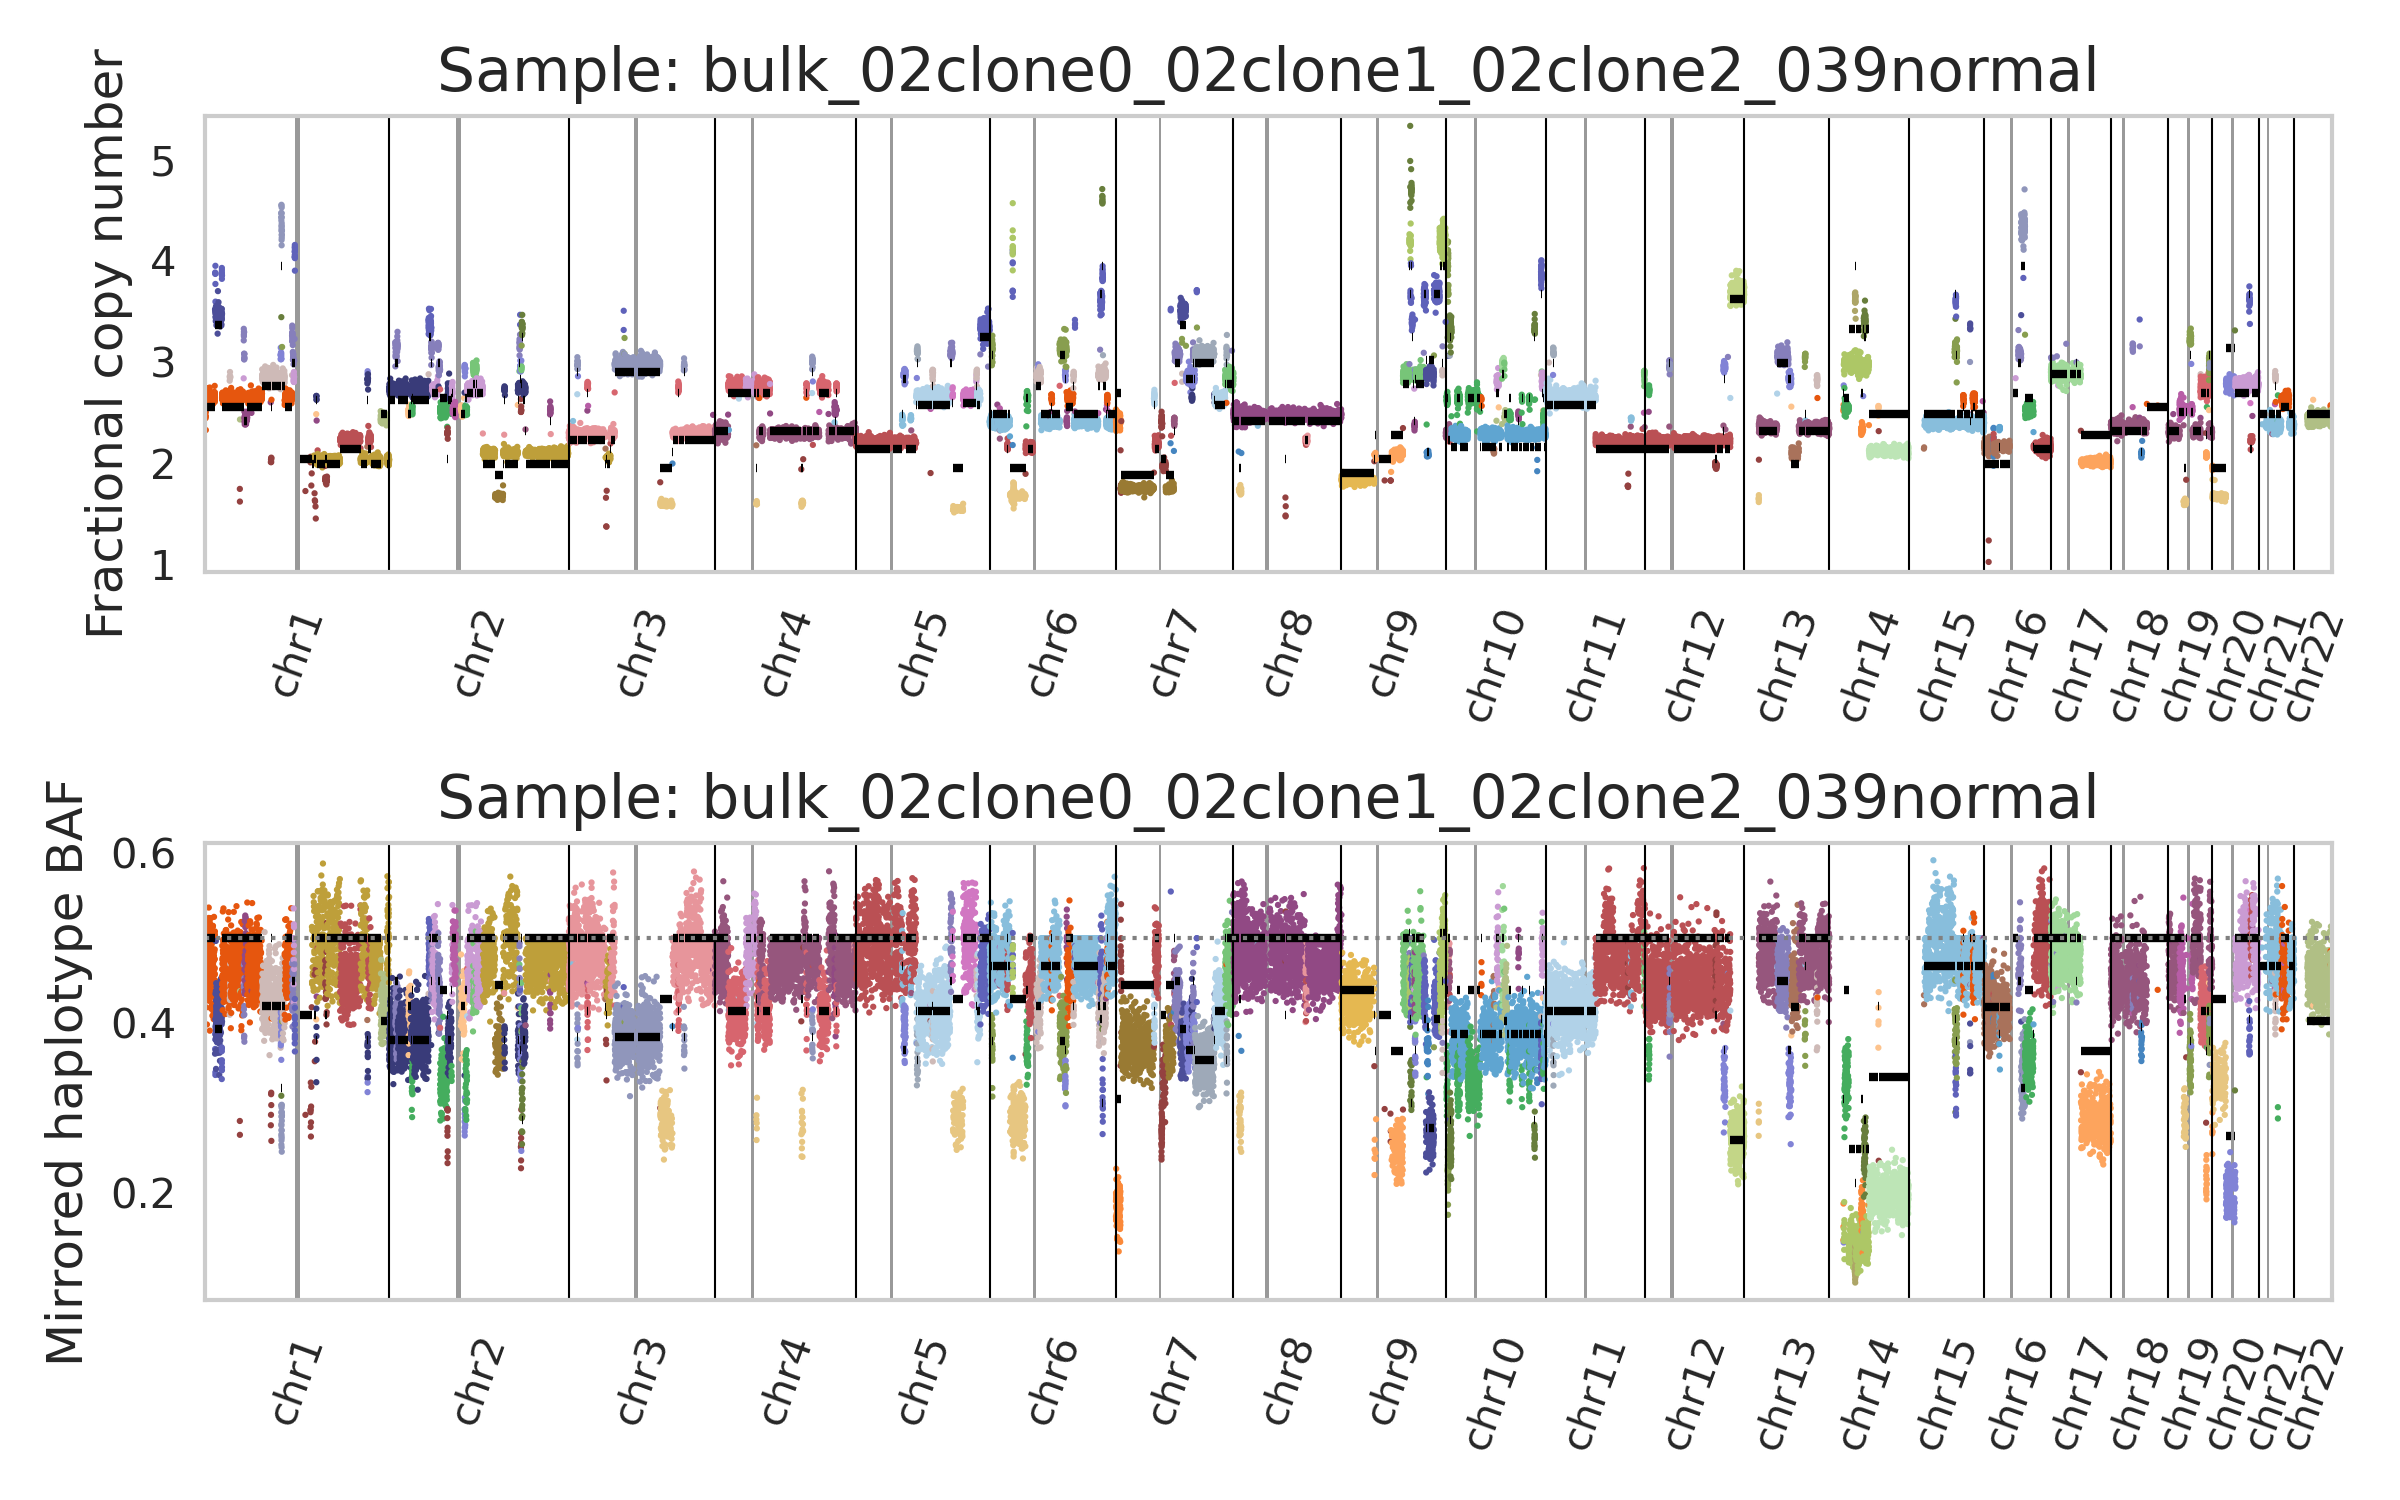 Sample: bulk_02clone0_02clone1_02clone2_039normal
Fractional copy number
5
4
3
2
1
chr1
chr2
chr3
chr4
chr5
chr6
chr7
chr8
chr9
chr10
chr11
chr12
chr13
chr14
chr15
chr16
chr17
chr18
chr19
chr20
chr21
chr22
Sample: bulk_02clone0_02clone1_02clone2_039normal
Mirrored haplotype BAF
0.6
0.4
0.2
chr1
chr2
chr3
chr4
chr5
chr6
chr7
chr8
chr9
chr10
chr11
chr12
chr13
chr14
chr15
chr16
chr17
chr18
chr19
chr20
chr21
chr22